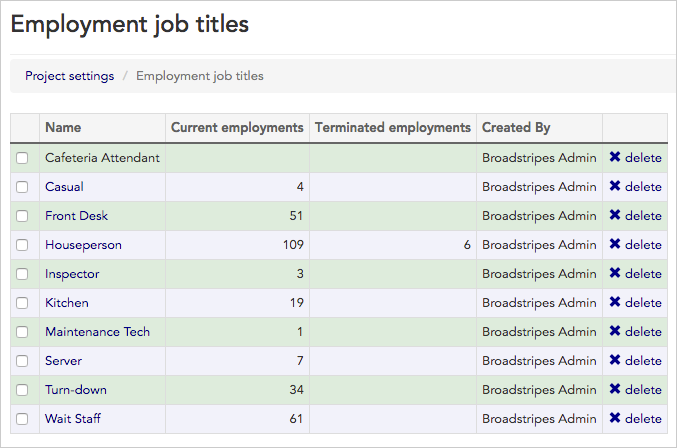 Employment job titles
Project settings / Employment job titles
Name Current employments Terminated employments Created By
Cafeteria Attendant Broadstripes Admin ✖ delete
Casual 4 Broadstripes Admin ✖ delete
Front Desk 51 Broadstripes Admin ✖ delete
Houseperson 109 6 Broadstripes Admin ✖ delete
Inspector 3 Broadstripes Admin ✖ delete
Kitchen 19 Broadstripes Admin ✖ delete
Maintenance Tech 1 Broadstripes Admin ✖ delete
Server 7 Broadstripes Admin ✖ delete
Turn-down 34 Broadstripes Admin ✖ delete
Wait Staff 61 Broadstripes Admin ✖ delete